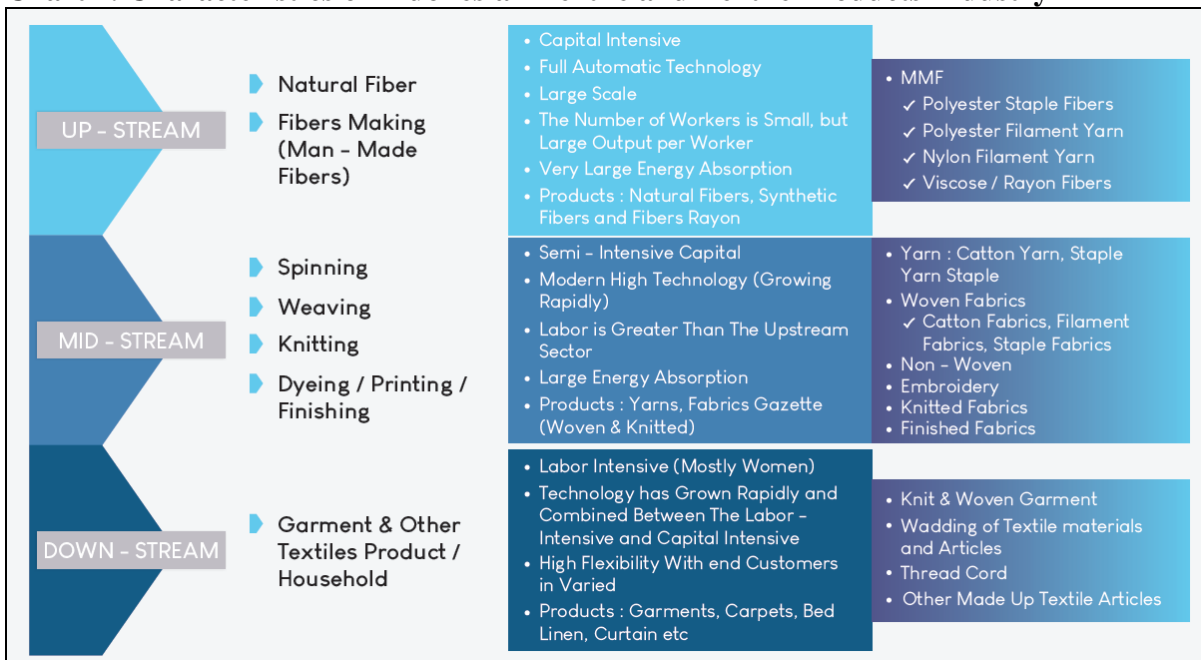 UP - STREAM
Natural Fiber
Fibers Making
(Man - Made
Fibers)
• Capital Intensive
• Full Automatic Technology
• Large Scale
• The Number of Workers is Small, but
Large Output per Worker
• Very Large Energy Absorption
• Products : Natural Fibers, Synthetic
Fibers and Fibers Rayon
• MMF
✓ Polyester Staple Fibers
✓ Polyester Filament Yarn
✓ Nylon Filament Yarn
✓ Viscose / Rayon Fibers
MID - STREAM
Spinning
Weaving
Knitting
Dyeing / Printing /
Finishing
• Semi - Intensive Capital
• Modern High Technology (Growing
Rapidly)
• Labor is Greater Than The Upstream
Sector
• Large Energy Absorption
• Products : Yarns, Fabrics Gazette
(Woven & Knitted)
• Yarn : Catton Yarn, Staple
Yarn Staple
• Woven Fabrics
✓ Catton Fabrics, Filament
Fabrics, Staple Fabrics
• Non - Woven
• Embroidery
• Knitted Fabrics
• Finished Fabrics
DOWN - STREAM
Garment & Other
Textiles Product /
Household
• Labor Intensive (Mostly Women)
• Technology has Grown Rapidly and
Combined Between The Labor -
Intensive and Capital Intensive
• High Flexibility With end Customers
in Varied
• Products : Garments, Carpets, Bed
Linen, Curtain etc
• Knit & Woven Garment
• Wadding of Textile materials
and Articles
• Thread Cord
• Other Made Up Textile Articles